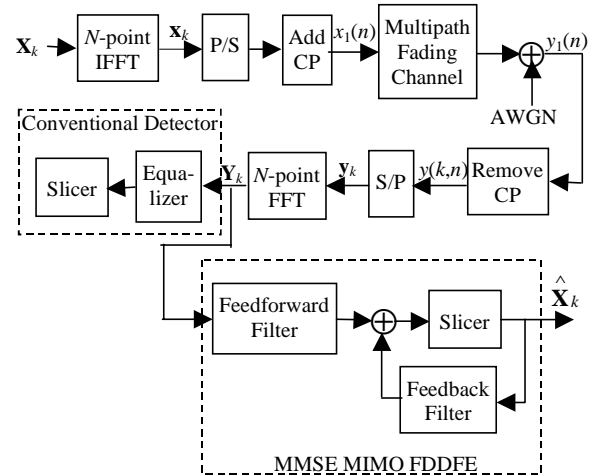 X_k
N-point
IFFT
x_k
P/S
Add
CP
x_1(n)
Multipath
Fading
Channel
y_1(n)
AWGN
Conventional Detector
Slicer
Equa-
lizer
Y_k
N-point
FFT
y_k
S/P
y(k,n)
Remove
CP
Feedforward
Filter
Slicer
X̂_k
Feedback
Filter
MMSE MIMO FDDFE